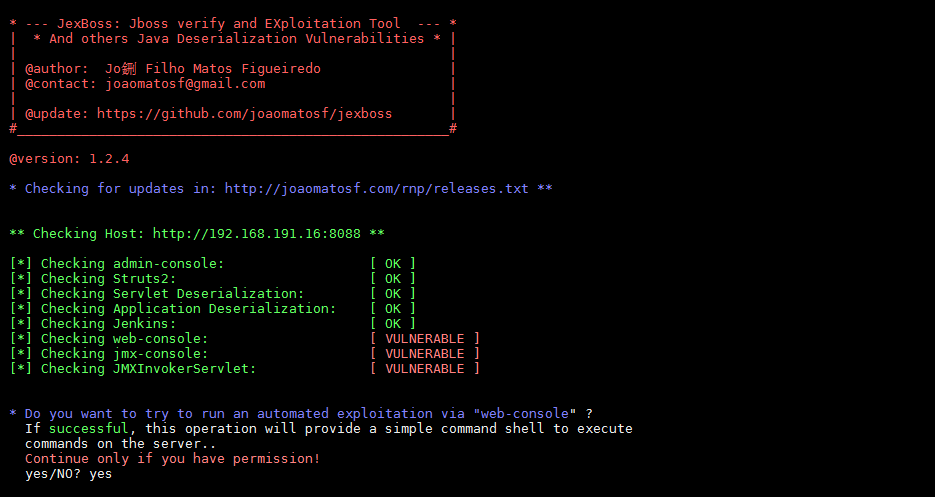 * --- JexBoss: Jboss verify and EXploitation Tool  --- *
|  * And others Java Deserialization Vulnerabilities * |
|                                                      |
| @author:  Jo鉶 Filho Matos Figueiredo                |
| @contact: joaomatosf@gmail.com                       |
|                                                      |
| @update: https://github.com/joaomatosf/jexboss       |
#______________________________________________________#
@version: 1.2.4
* Checking for updates in: http://joaomatosf.com/rnp/releases.txt **
** Checking Host: http://192.168.191.16:8088 **
[*] Checking admin-console:                  [ OK ]
[*] Checking Struts2:                        [ OK ]
[*] Checking Servlet Deserialization:        [ OK ]
[*] Checking Application Deserialization:    [ OK ]
[*] Checking Jenkins:                        [ OK ]
[*] Checking web-console:                    [ VULNERABLE ]
[*] Checking jmx-console:                    [ VULNERABLE ]
[*] Checking JMXInvokerServlet:              [ VULNERABLE ]
* Do you want to try to run an automated exploitation via "web-console" ?
If successful, this operation will provide a simple command shell to execute
commands on the server..
Continue only if you have permission!
yes/NO? yes